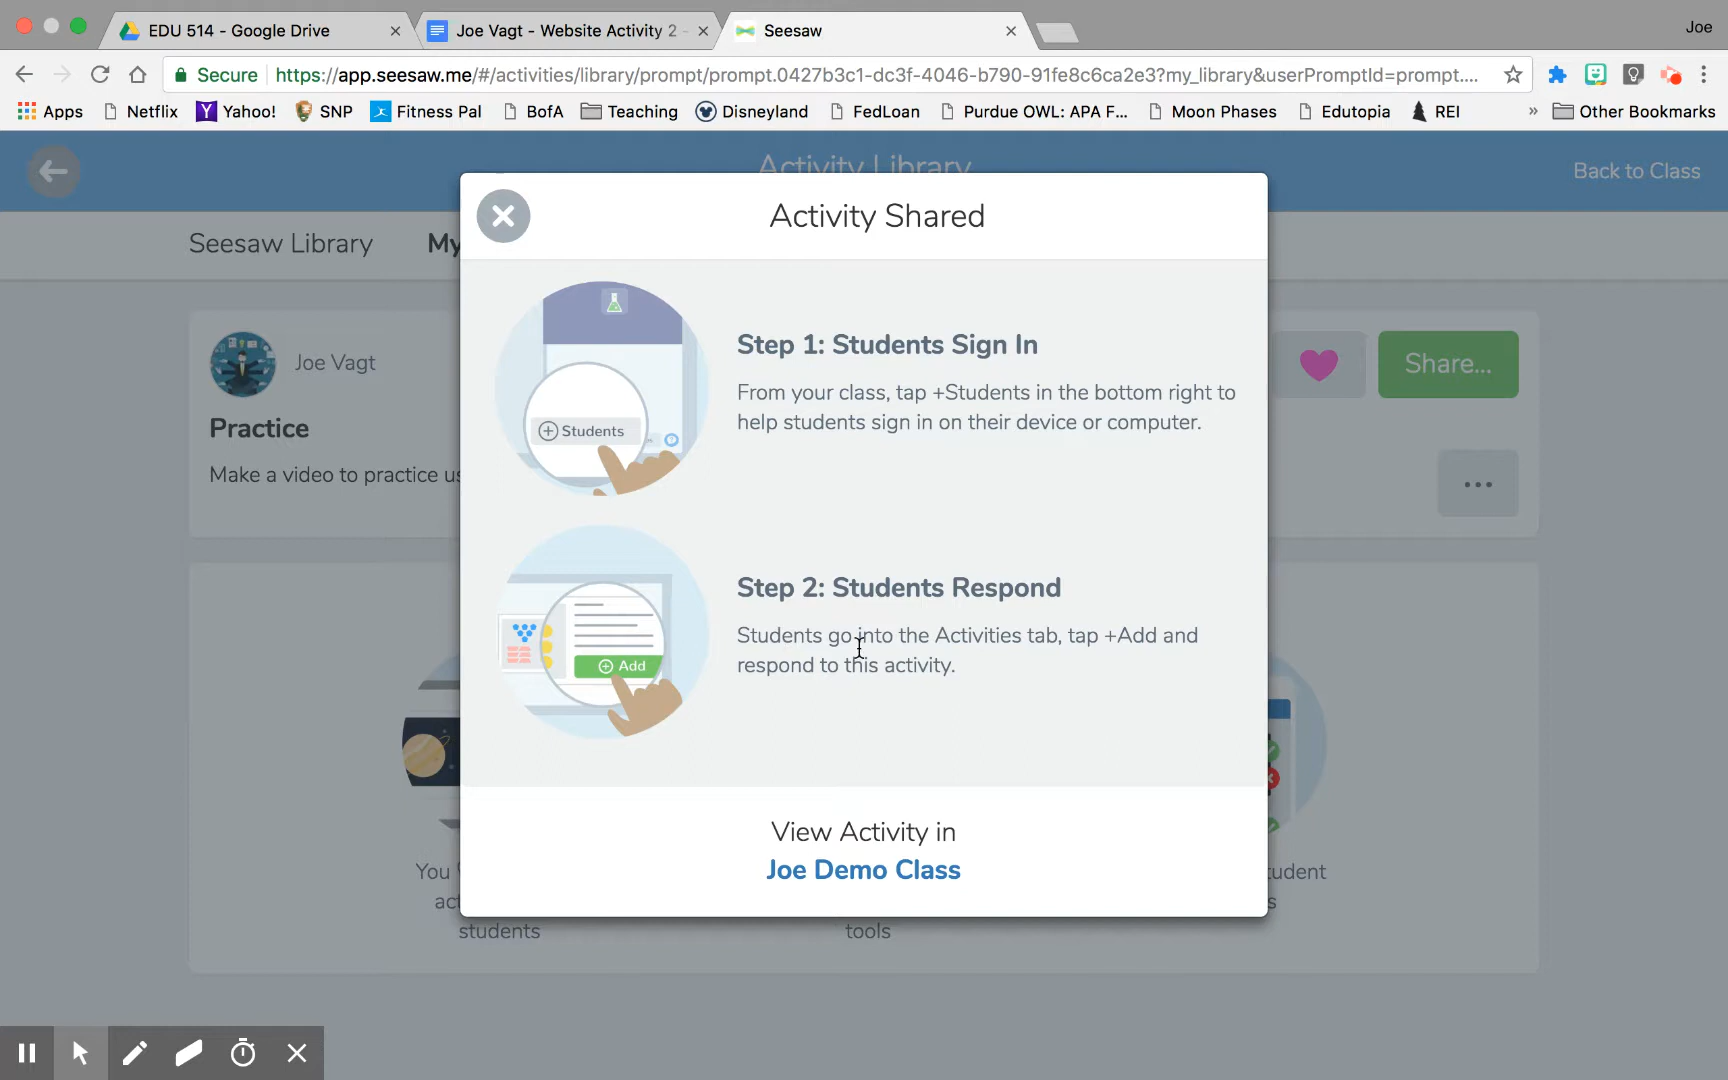 EDU 514 - Google Drive
Joe Vagt - Website Activity 2 -
Seesaw
Joe
Secure https://app.seesaw.me/#/activities/library/prompt/prompt.0427b3c1-dc3f-4046-b790-91fe8c6ca2e3?my_library&userPromptId=prompt....
Apps Netflix Yahoo! SNP Fitness Pal BofA Teaching Disneyland FedLoan Purdue OWL: APA F... Moon Phases Edutopia REI » Other Bookmarks
Activity Library
Back to Class
Seesaw Library
My
Activity Shared
Joe Vagt
Share...
Practice
Make a video to practice us
Step 1: Students Sign In
From your class, tap +Students in the bottom right to
help students sign in on their device or computer.
Students
Step 2: Students Respond
Students go into the Activities tab, tap +Add and
respond to this activity.
Add
View Activity in
Joe Demo Class
You
students
tools